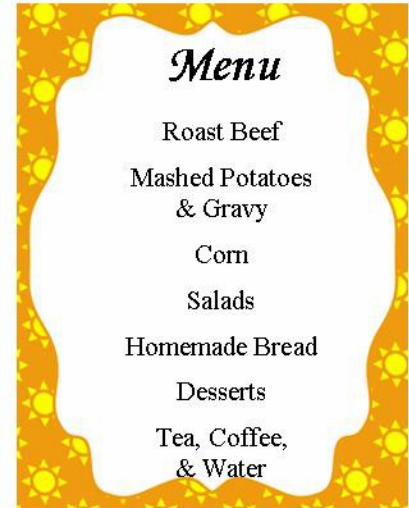 Menu
Roast Beef
Mashed Potatoes
& Gravy
Corn
Salads
Homemade Bread
Desserts
Tea, Coffee,
& Water